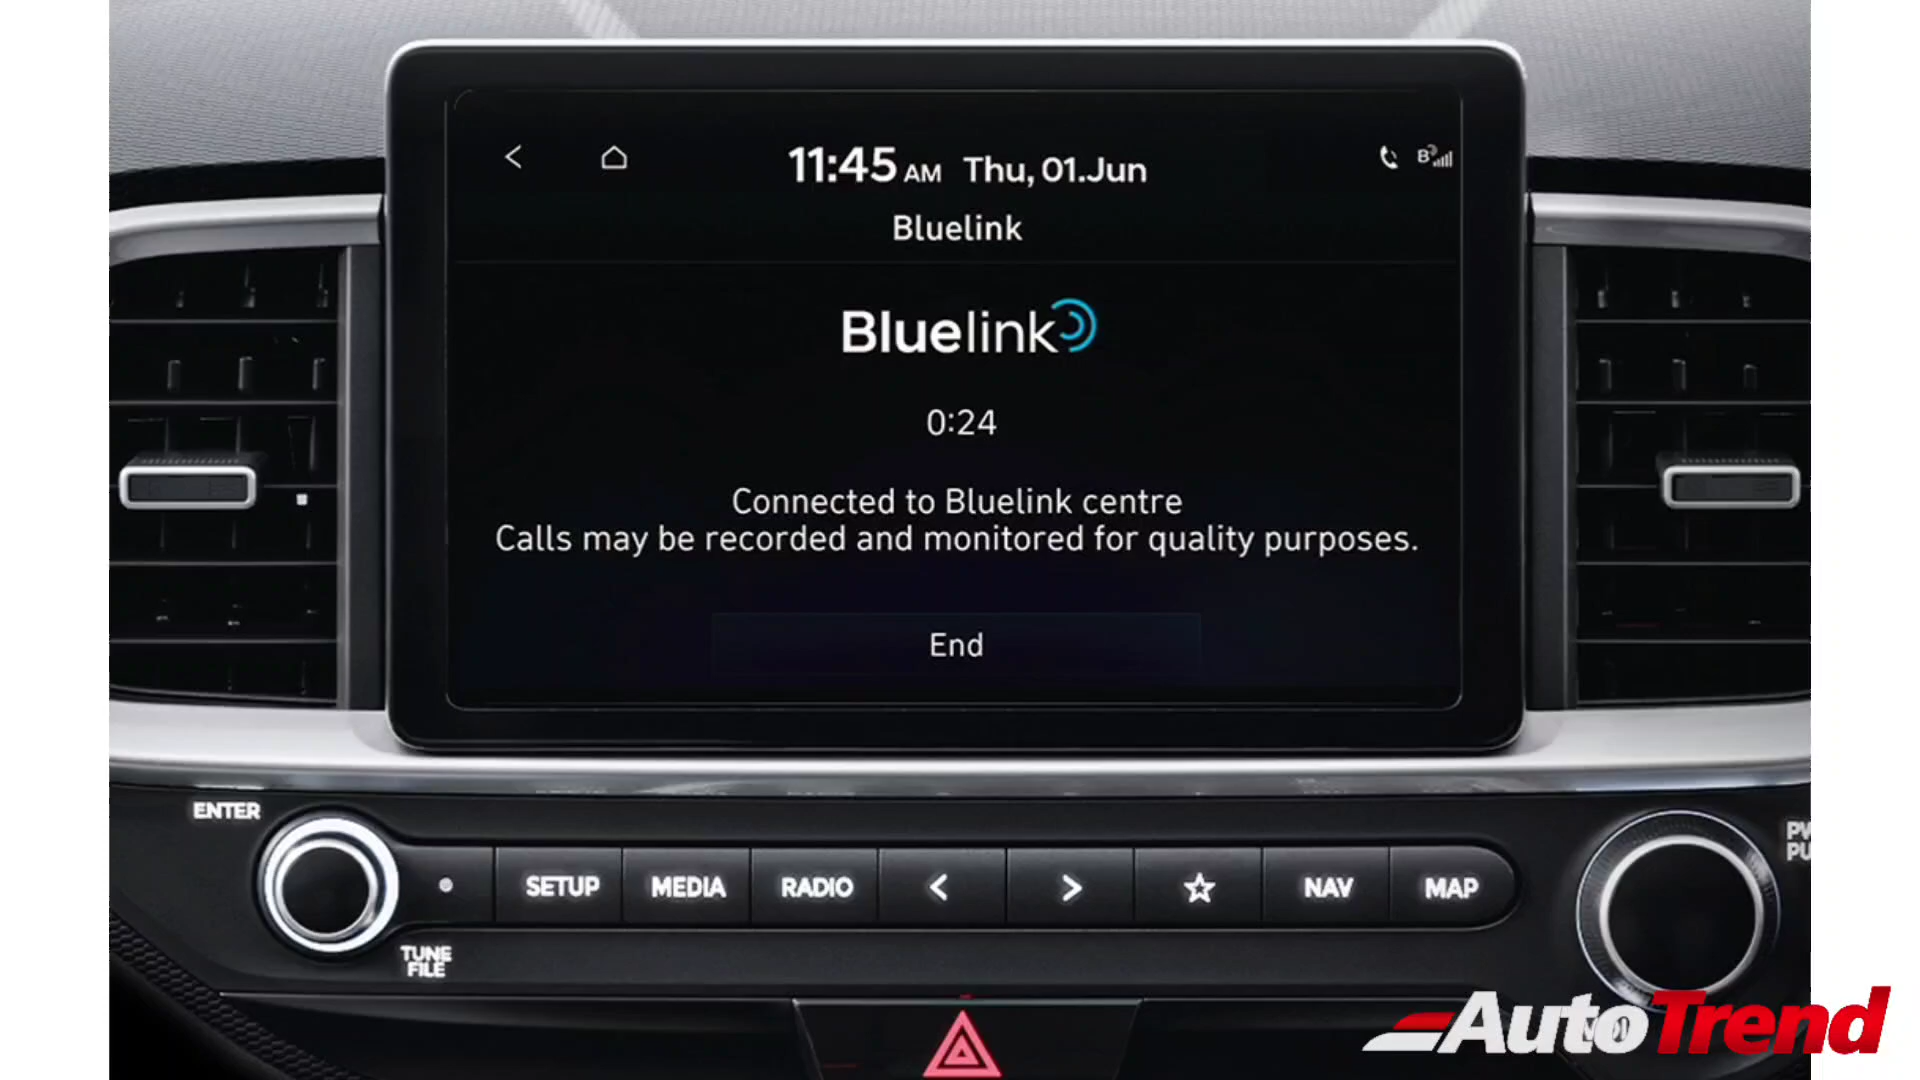 11:45 AM Thu, 01.Jun
B
Bluelink
Bluelink
0:24
Connected to Bluelink centre
Calls may be recorded and monitored for quality purposes.
End
ENTER
SETUP
MEDIA
RADIO
NAV
MAP
TUNE
FILE
AutoTrend